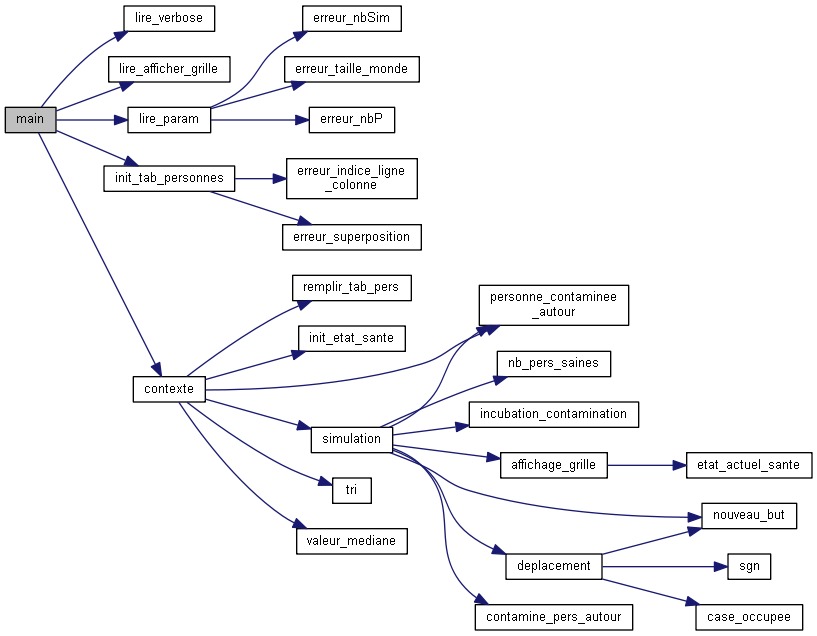 lire_verbose
erreur_nbSim
lire_afficher_grille
erreur_taille_monde
main
lire_param
erreur_nbP
init_tab_personnes
erreur_indice_ligne
_colonne
erreur_superposition
remplir_tab_pers
personne_contaminee
_autour
init_etat_sante
nb_pers_saines
contexte
incubation_contamination
simulation
affichage_grille
etat_actuel_sante
tri
nouveau_but
valeur_mediane
deplacement
sgn
contamine_pers_autour
case_occupee